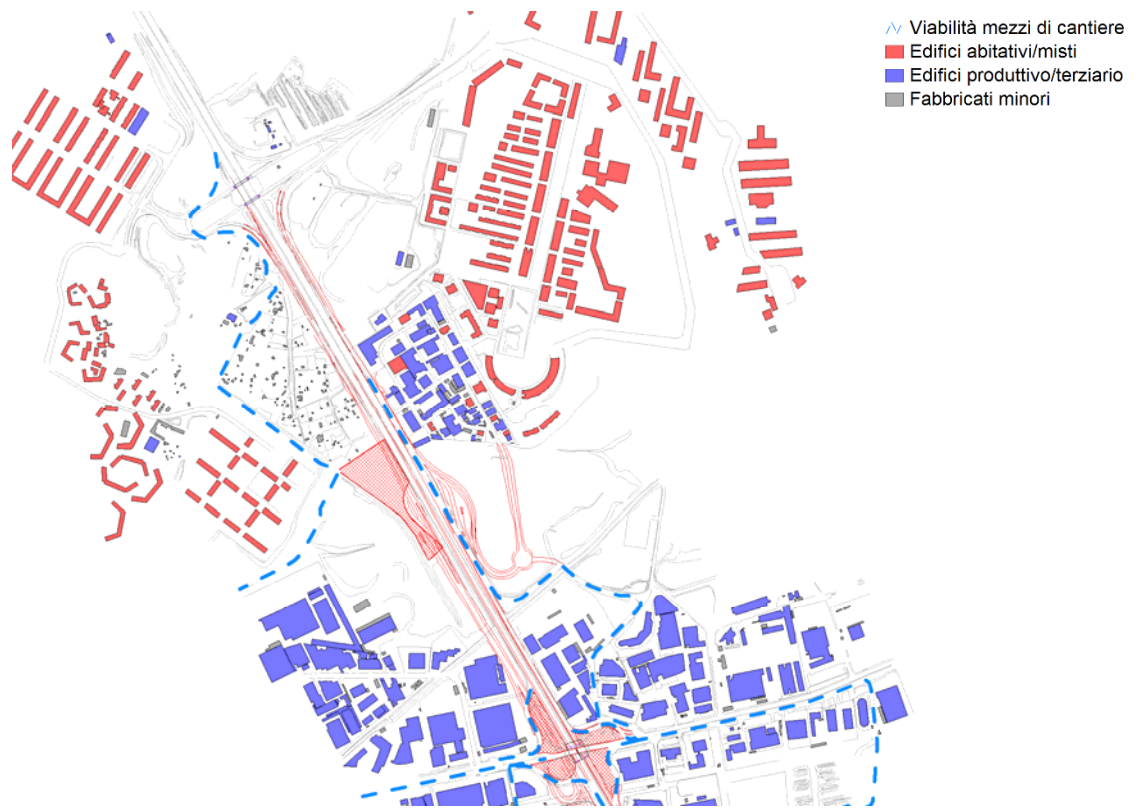 Viabilità mezzi di cantiere
Edifici abitativi/misti
Edifici produttivo/terziario
Fabbricati minori